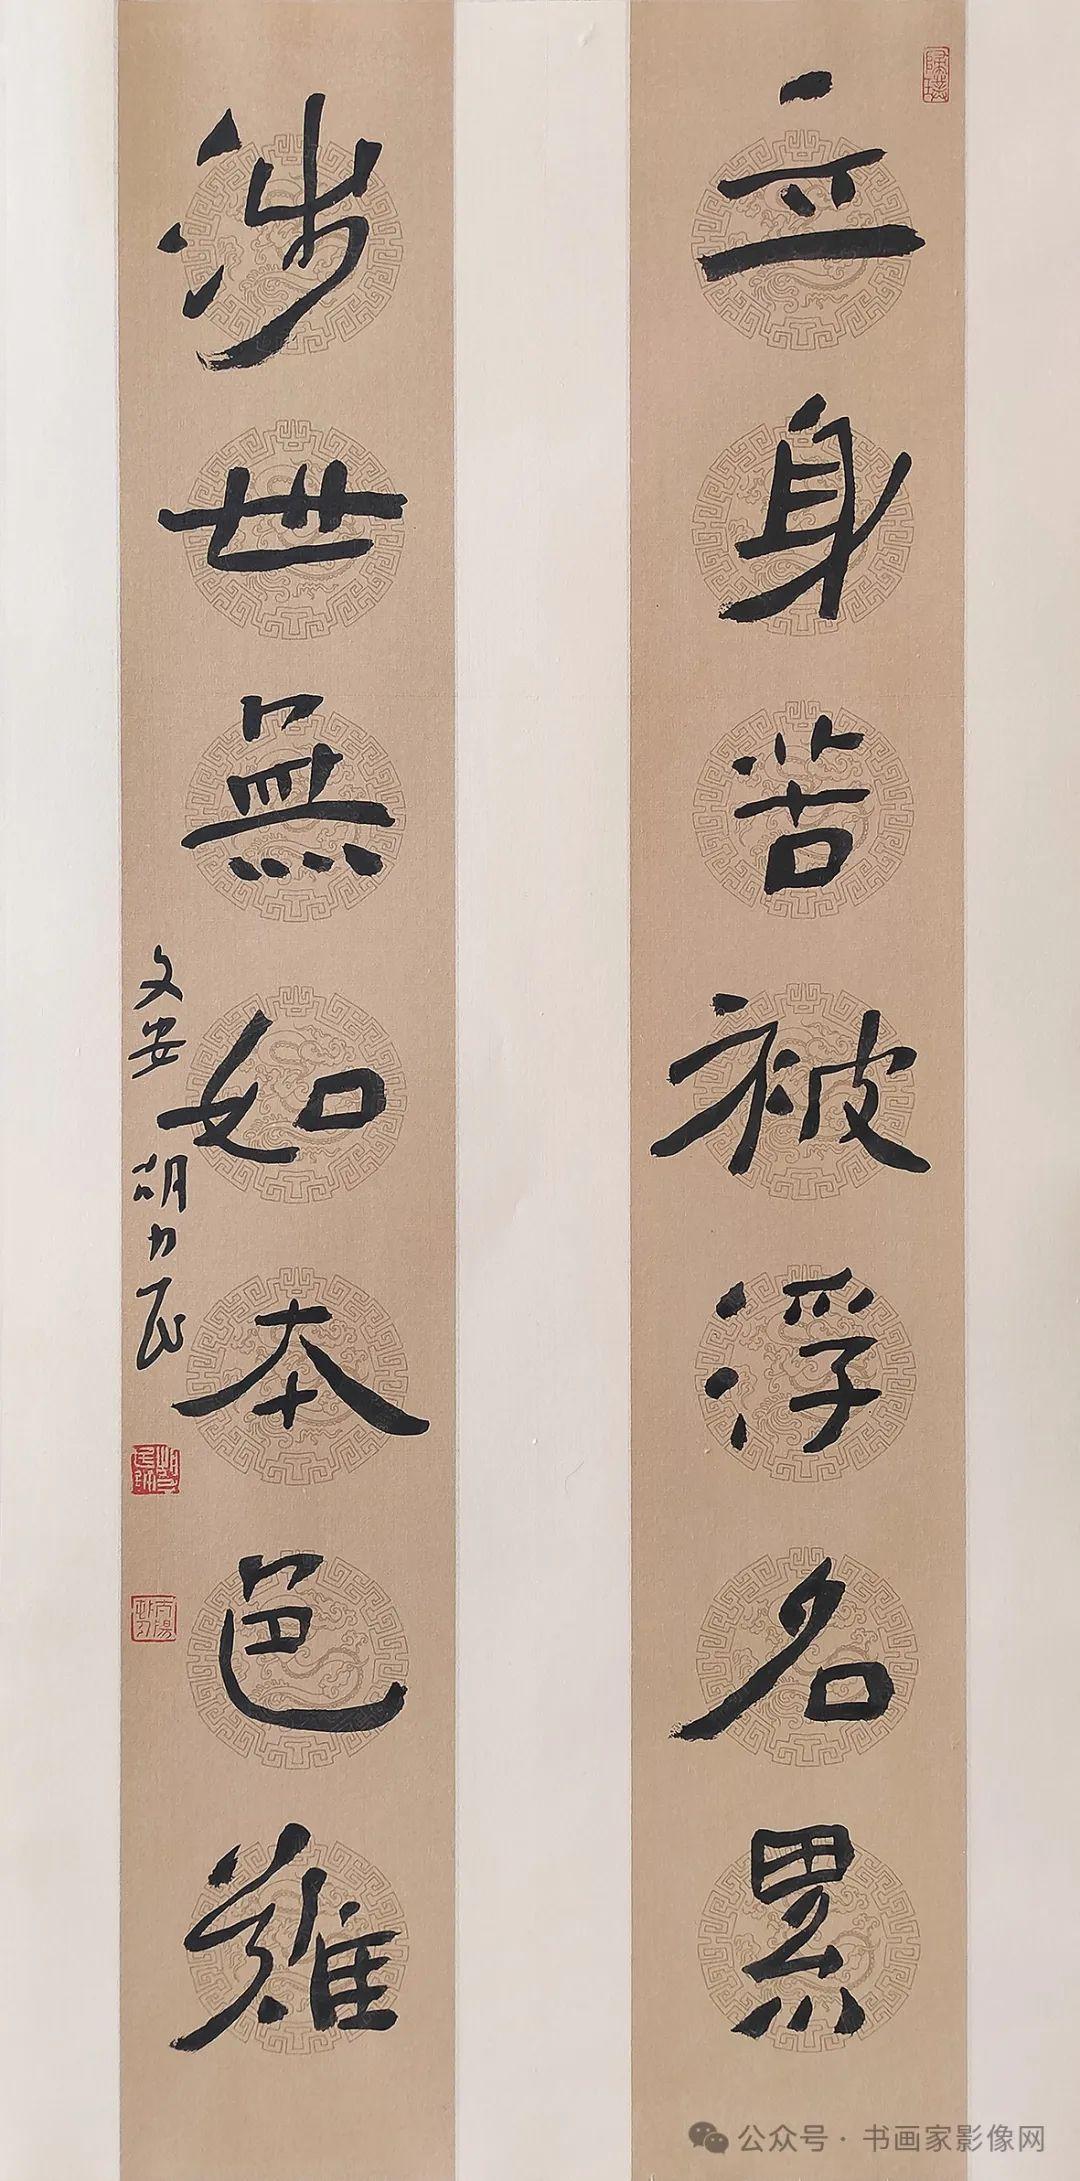 立身苦被浮名累
涉世無如本色難
文安 胡力民
公众号·书画家影像网